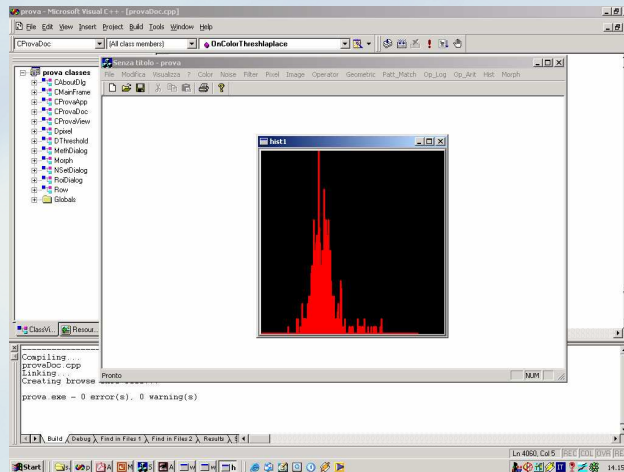 prova - Microsoft Visual C++ - [provaDoc.cpp]
File Edit View Insert Project Build Tools Window Help
CProvaDoc [All class members] OnColorThreshlaplace
Senza titolo - prova
File Modifica Visualizza ? Color Noise Filter Pixel Image Operator Geometric Patt_Match Op_Log Op_Arit Hist Morph
prova classes
CAboutDlg
CMainFrame
CProvaApp
CProvaDoc
CProvaView
Dpixel
DThreshold
MethDialog
Morph
NSetDialog
RoiDialog
Row
Globals
hist1
ClassVi... Resour...
Pronto NUM
Compiling...
provaDoc.cpp
Linking...
Creating browse
prova.exe - 0 error(s), 0 warning(s)
Build Debug Find in Files 1 Find in Files 2 Results
Ln 4060, Col 5 REC COL OVR
Start 14.15